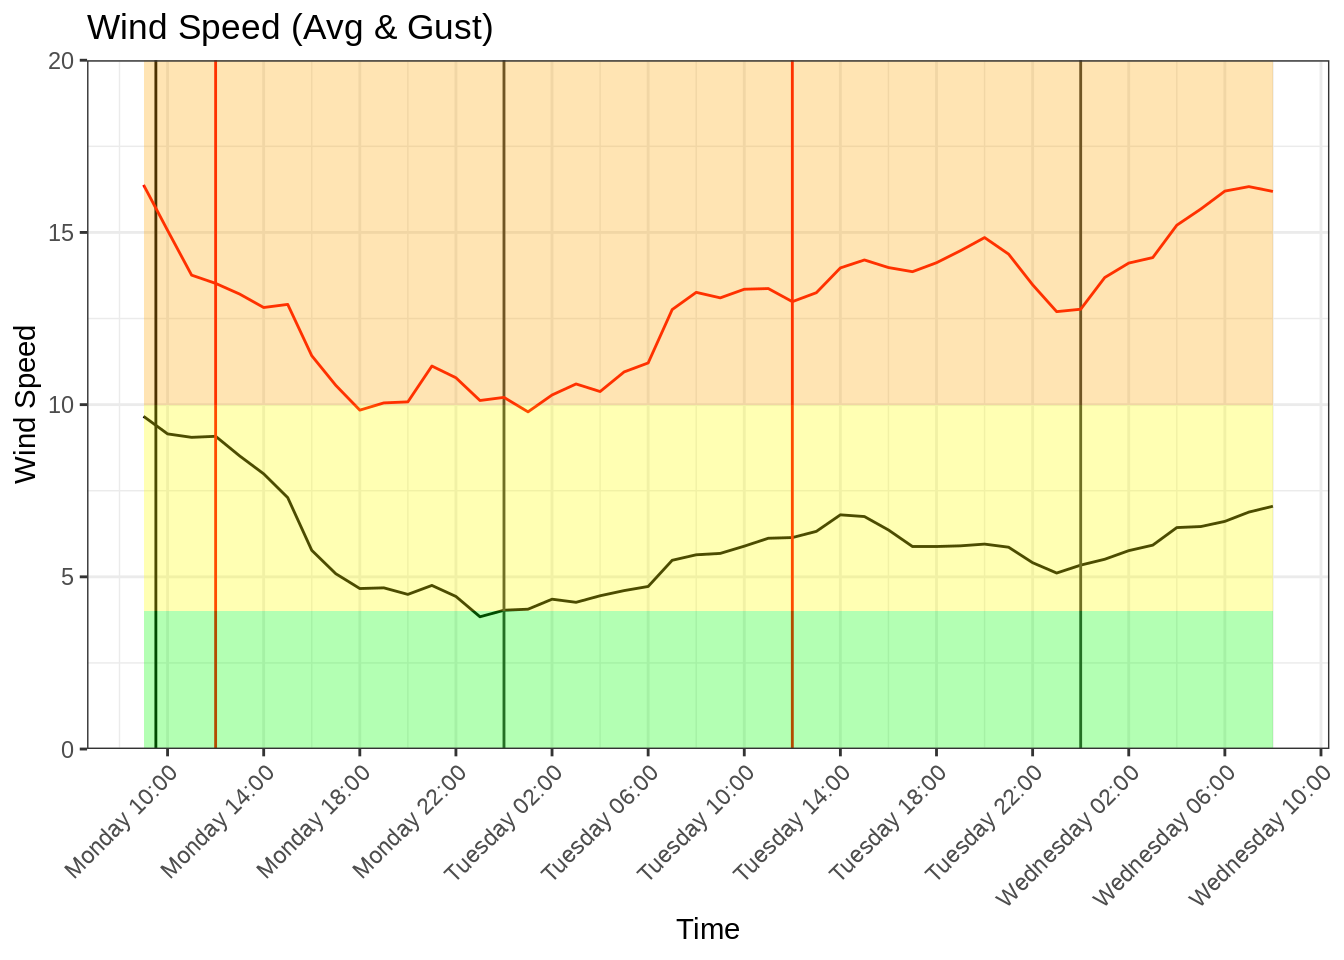 Wind Speed (Avg & Gust)
20
15
10
5
0
Wind Speed
Monday 10:00
Monday 14:00
Monday 18:00
Monday 22:00
Tuesday 02:00
Tuesday 06:00
Tuesday 10:00
Tuesday 14:00
Tuesday 18:00
Tuesday 22:00
Wednesday 02:00
Wednesday 06:00
Wednesday 10:00
Time